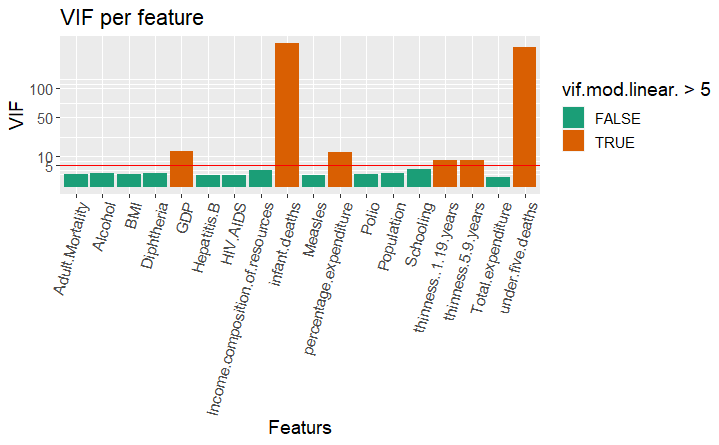 VIF per feature
VIF
100
50
10
5
Adult.Mortality
Alcohol
BMI
Diphtheria
GDP
Hepatitis.B
HIV.AIDS
Income.composition.of.resources
infant.deaths
Measles
percentage.expenditure
Polio
Population
Schooling
thinness..1.19.years
thinness.5.9.years
Total.expenditure
under.five.deaths
Featurs
vif.mod.linear. > 5
FALSE
TRUE